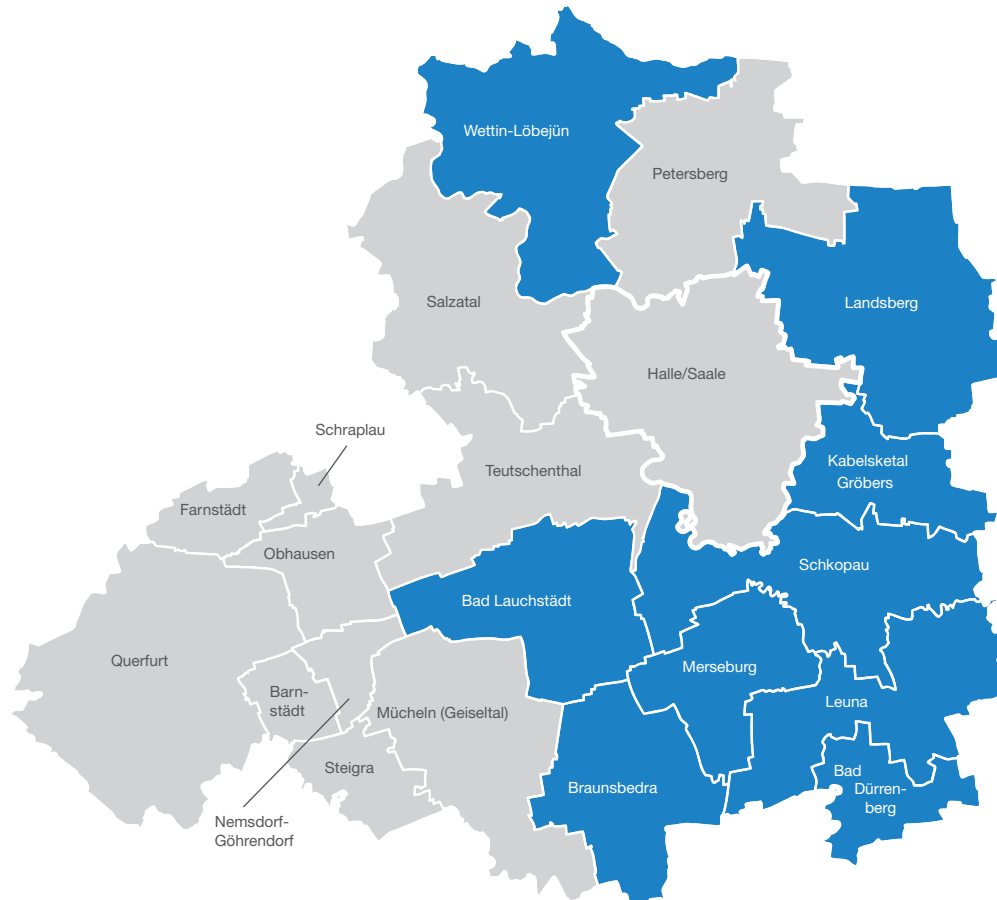 Wettin-Löbejün
Petersberg
Salzatal
Landsberg
Halle/Saale
Schraplau
Teutschenthal
Kabelsketal
Gröbers
Farnstädt
Obhausen
Schkopau
Bad Lauchstädt
Querfurt
Merseburg
Barn-
städt
Mücheln (Geiseltal)
Leuna
Steigra
Braunsbedra
Bad
Dürren-
berg
Nemsdorf-
Göhrendorf